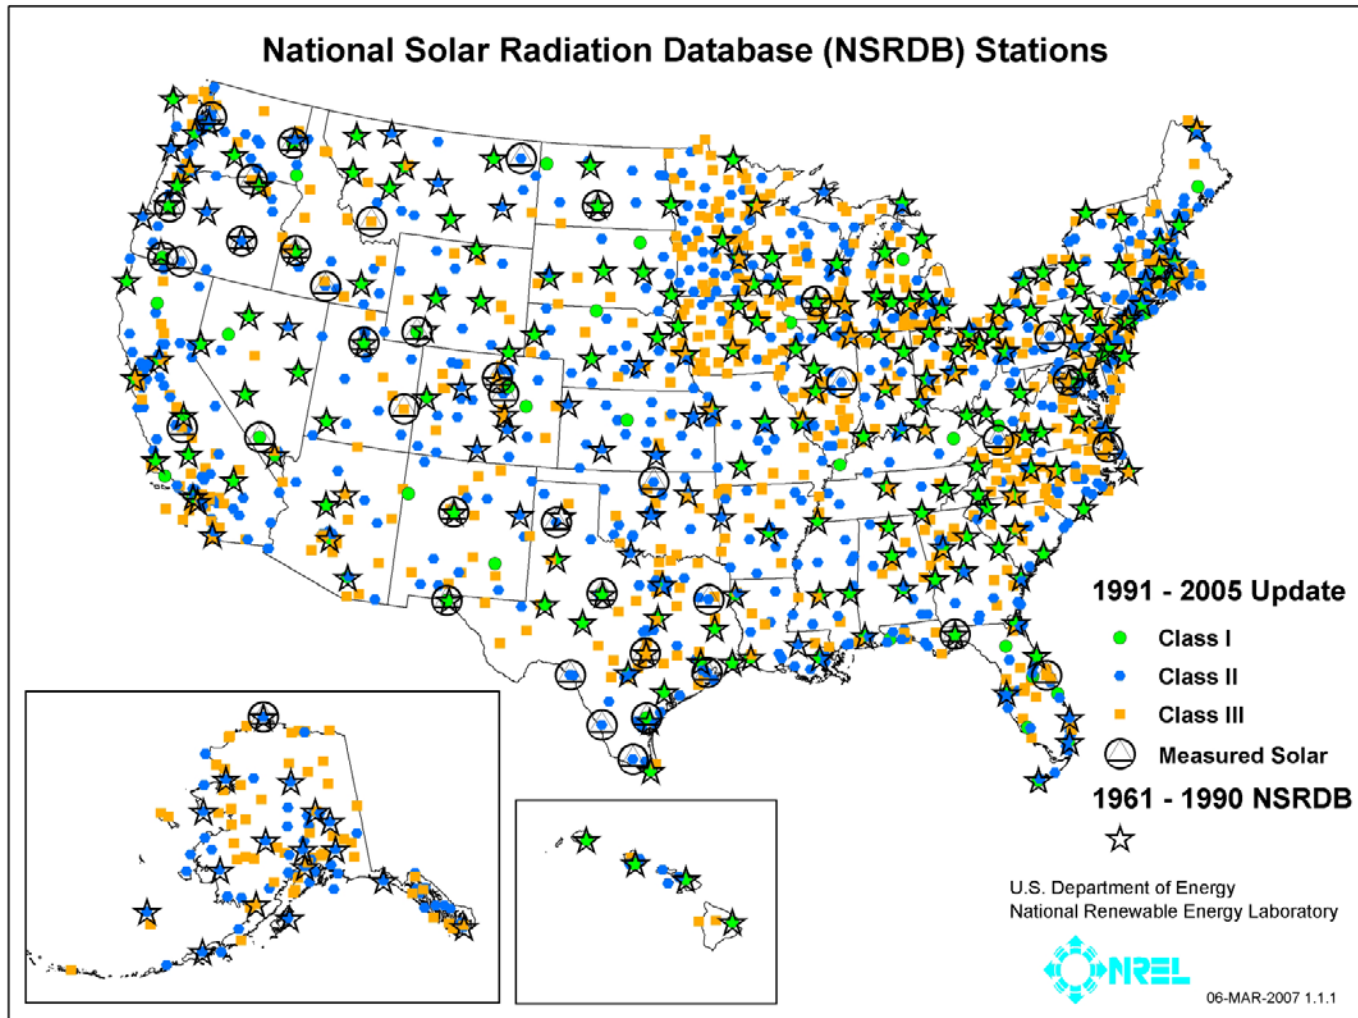 National Solar Radiation Database (NSRDB) Stations
1991 - 2005 Update
Class I
Class II
Class III
Measured Solar
1961 - 1990 NSRDB
U.S. Department of Energy
National Renewable Energy Laboratory
NREL
06-MAR-2007 1.1.1